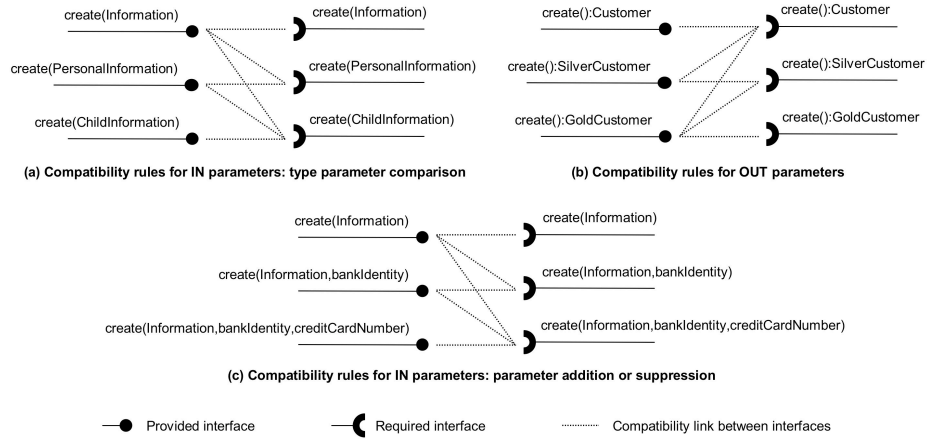 create(Information)
create(Information)
create(PersonalInformation)
create(PersonalInformation)
create(ChildInformation)
create(ChildInformation)
(a) Compatibility rules for IN parameters: type parameter comparison
create():Customer
create():Customer
create():SilverCustomer
create():SilverCustomer
create():GoldCustomer
create():GoldCustomer
(b) Compatibility rules for OUT parameters
create(Information)
create(Information)
create(Information,bankIdentity)
create(Information,bankIdentity)
create(Information,bankIdentity,creditCardNumber)
create(Information,bankIdentity,creditCardNumber)
(c) Compatibility rules for IN parameters: parameter addition or suppression
Provided interface
Required interface
Compatibility link between interfaces